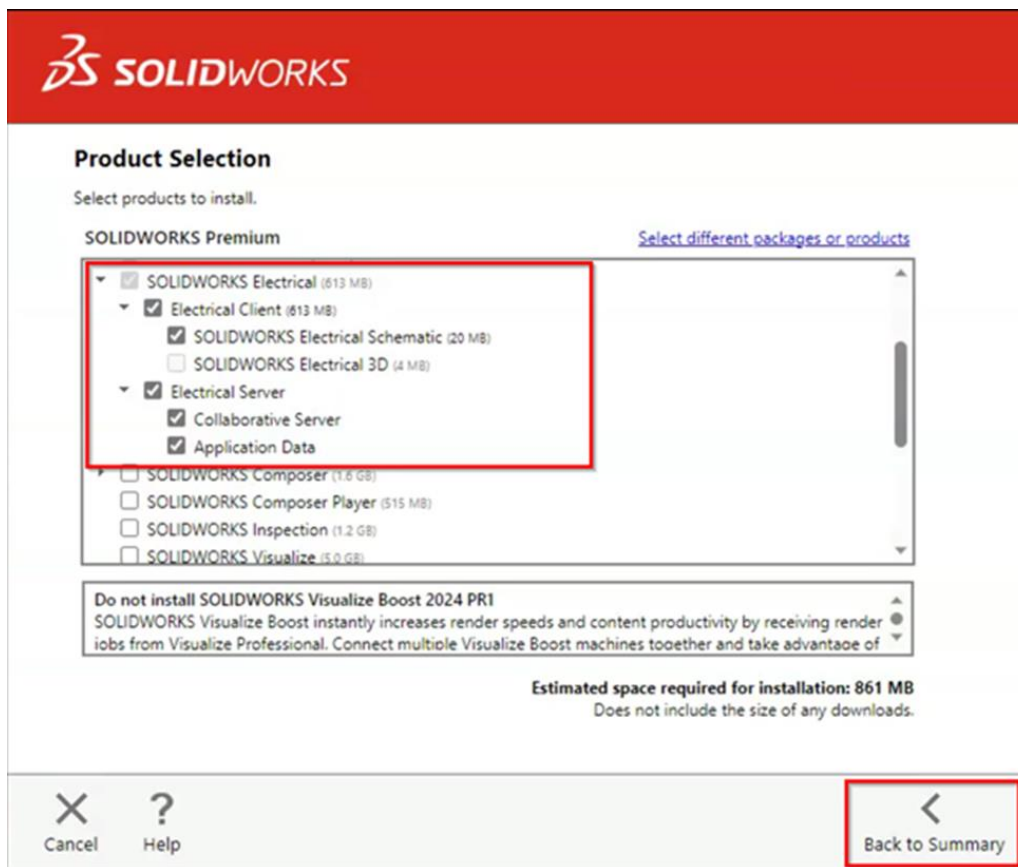 SOLIDWORKS
Product Selection
Select products to install.
SOLIDWORKS Premium Select different packages or products
SOLIDWORKS Electrical (613 MB)
Electrical Client (613 MB)
SOLIDWORKS Electrical Schematic (20 MB)
SOLIDWORKS Electrical 3D (4 MB)
Electrical Server
Collaborative Server
Application Data
SOLIDWORKS Composer (1.6 GB)
SOLIDWORKS Composer Player (515 MB)
SOLIDWORKS Inspection (1.2 GB)
SOLIDWORKS Visualize (5.0 GB)
Do not install SOLIDWORKS Visualize Boost 2024 PR1
SOLIDWORKS Visualize Boost instantly increases render speeds and content productivity by receiving render
jobs from Visualize Professional. Connect multiple Visualize Boost machines together and take advantage of
Estimated space required for installation: 861 MB
Does not include the size of any downloads.
Cancel ? Help Back to Summary